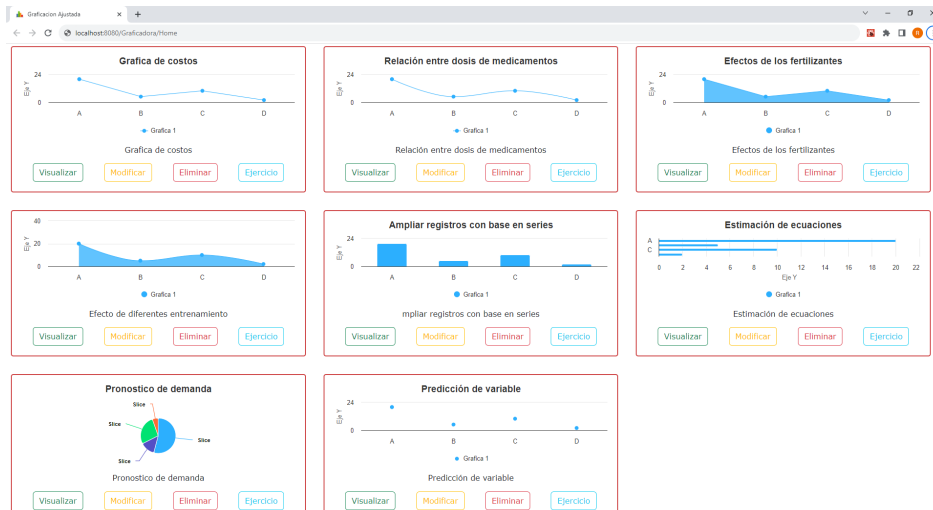 Graficacion Ajustada
localhost:8080/Graficadora/Home
Grafica de costos
24
0
Eje Y
A B C D
Grafica 1
Grafica de costos
Visualizar Modificar Eliminar Ejercicio
Relación entre dosis de medicamentos
24
0
Eje Y
A B C D
Grafica 1
Relación entre dosis de medicamentos
Visualizar Modificar Eliminar Ejercicio
Efectos de los fertilizantes
24
0
Eje Y
A B C D
Grafica 1
Efectos de los fertilizantes
Visualizar Modificar Eliminar Ejercicio
40
20
0
Eje Y
A B C D
Grafica 1
Efecto de diferentes entrenamiento
Visualizar Modificar Eliminar Ejercicio
Ampliar registros con base en series
24
0
Eje Y
A B C D
Grafica 1
mpliar registros con base en series
Visualizar Modificar Eliminar Ejercicio
Estimación de ecuaciones
A
C
0 2 4 6 8 10 12 14 16 18 20 22
Eje Y
Grafica 1
Estimación de ecuaciones
Visualizar Modificar Eliminar Ejercicio
Pronostico de demanda
Slice
Slice
Slice
Slice
Pronostico de demanda
Visualizar Modificar Eliminar Ejercicio
Predicción de variable
24
0
Eje Y
A B C D
Grafica 1
Predicción de variable
Visualizar Modificar Eliminar Ejercicio